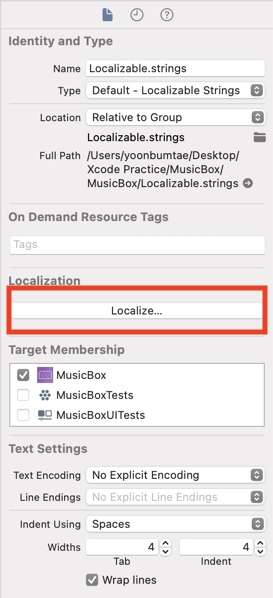 Identity and Type
Name Localizable.strings
Type Default - Localizable Strings
Location Relative to Group
Localizable.strings
Full Path /Users/yoonbumtae/Desktop/
Xcode Practice/MusicBox/
MusicBox/Localizable.strings
On Demand Resource Tags
Tags
Localization
Localize...
Target Membership
MusicBox
MusicBoxTests
MusicBoxUITests
Text Settings
Text Encoding No Explicit Encoding
Line Endings No Explicit Line Endings
Indent Using Spaces
Widths 4 4
Tab Indent
Wrap lines